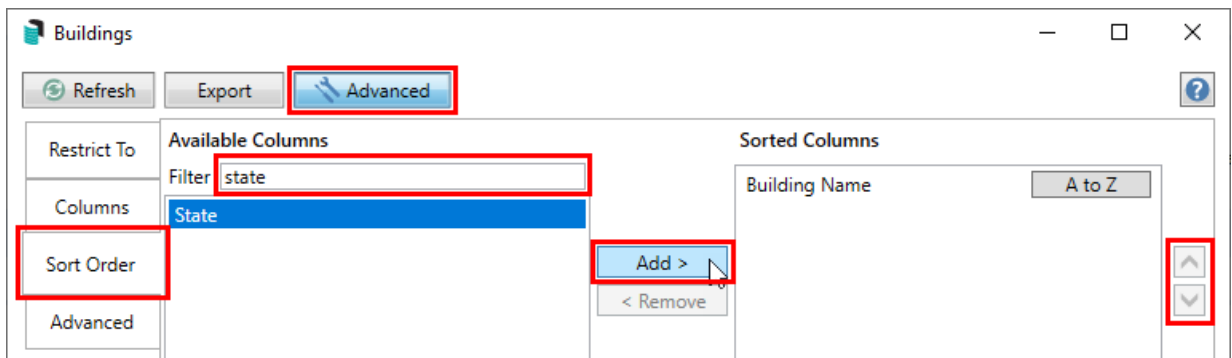 Buildings
Refresh Export Advanced ?
Restrict To
Columns
Sort Order
Advanced
Available Columns
Filter state
State
Add >
< Remove
Sorted Columns
Building Name A to Z